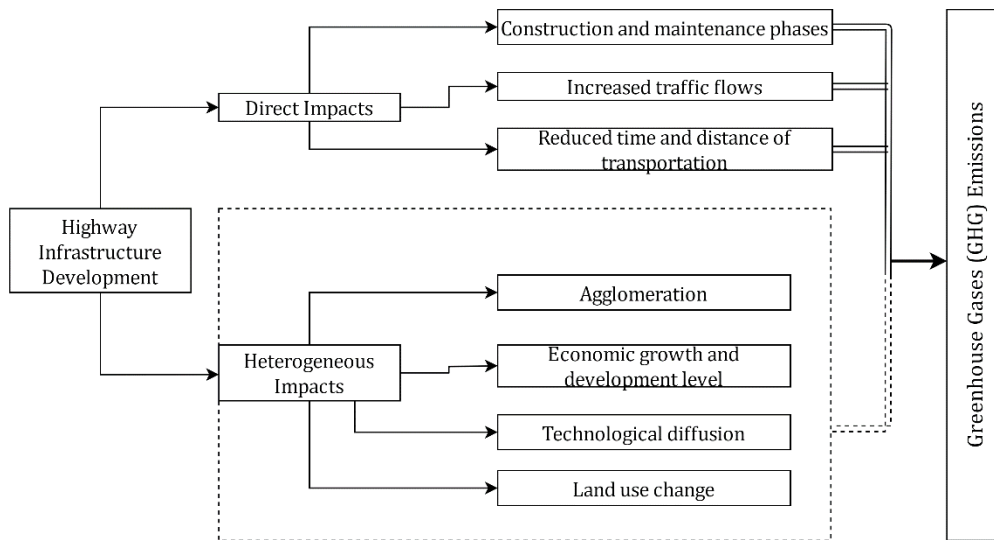 Construction and maintenance phases
Increased traffic flows
Direct Impacts
Reduced time and distance of
transportation
Highway
Infrastructure
Development
Agglomeration
Heterogeneous
Impacts
Economic growth and
development level
Technological diffusion
Land use change
Greenhouse Gases (GHG) Emissions